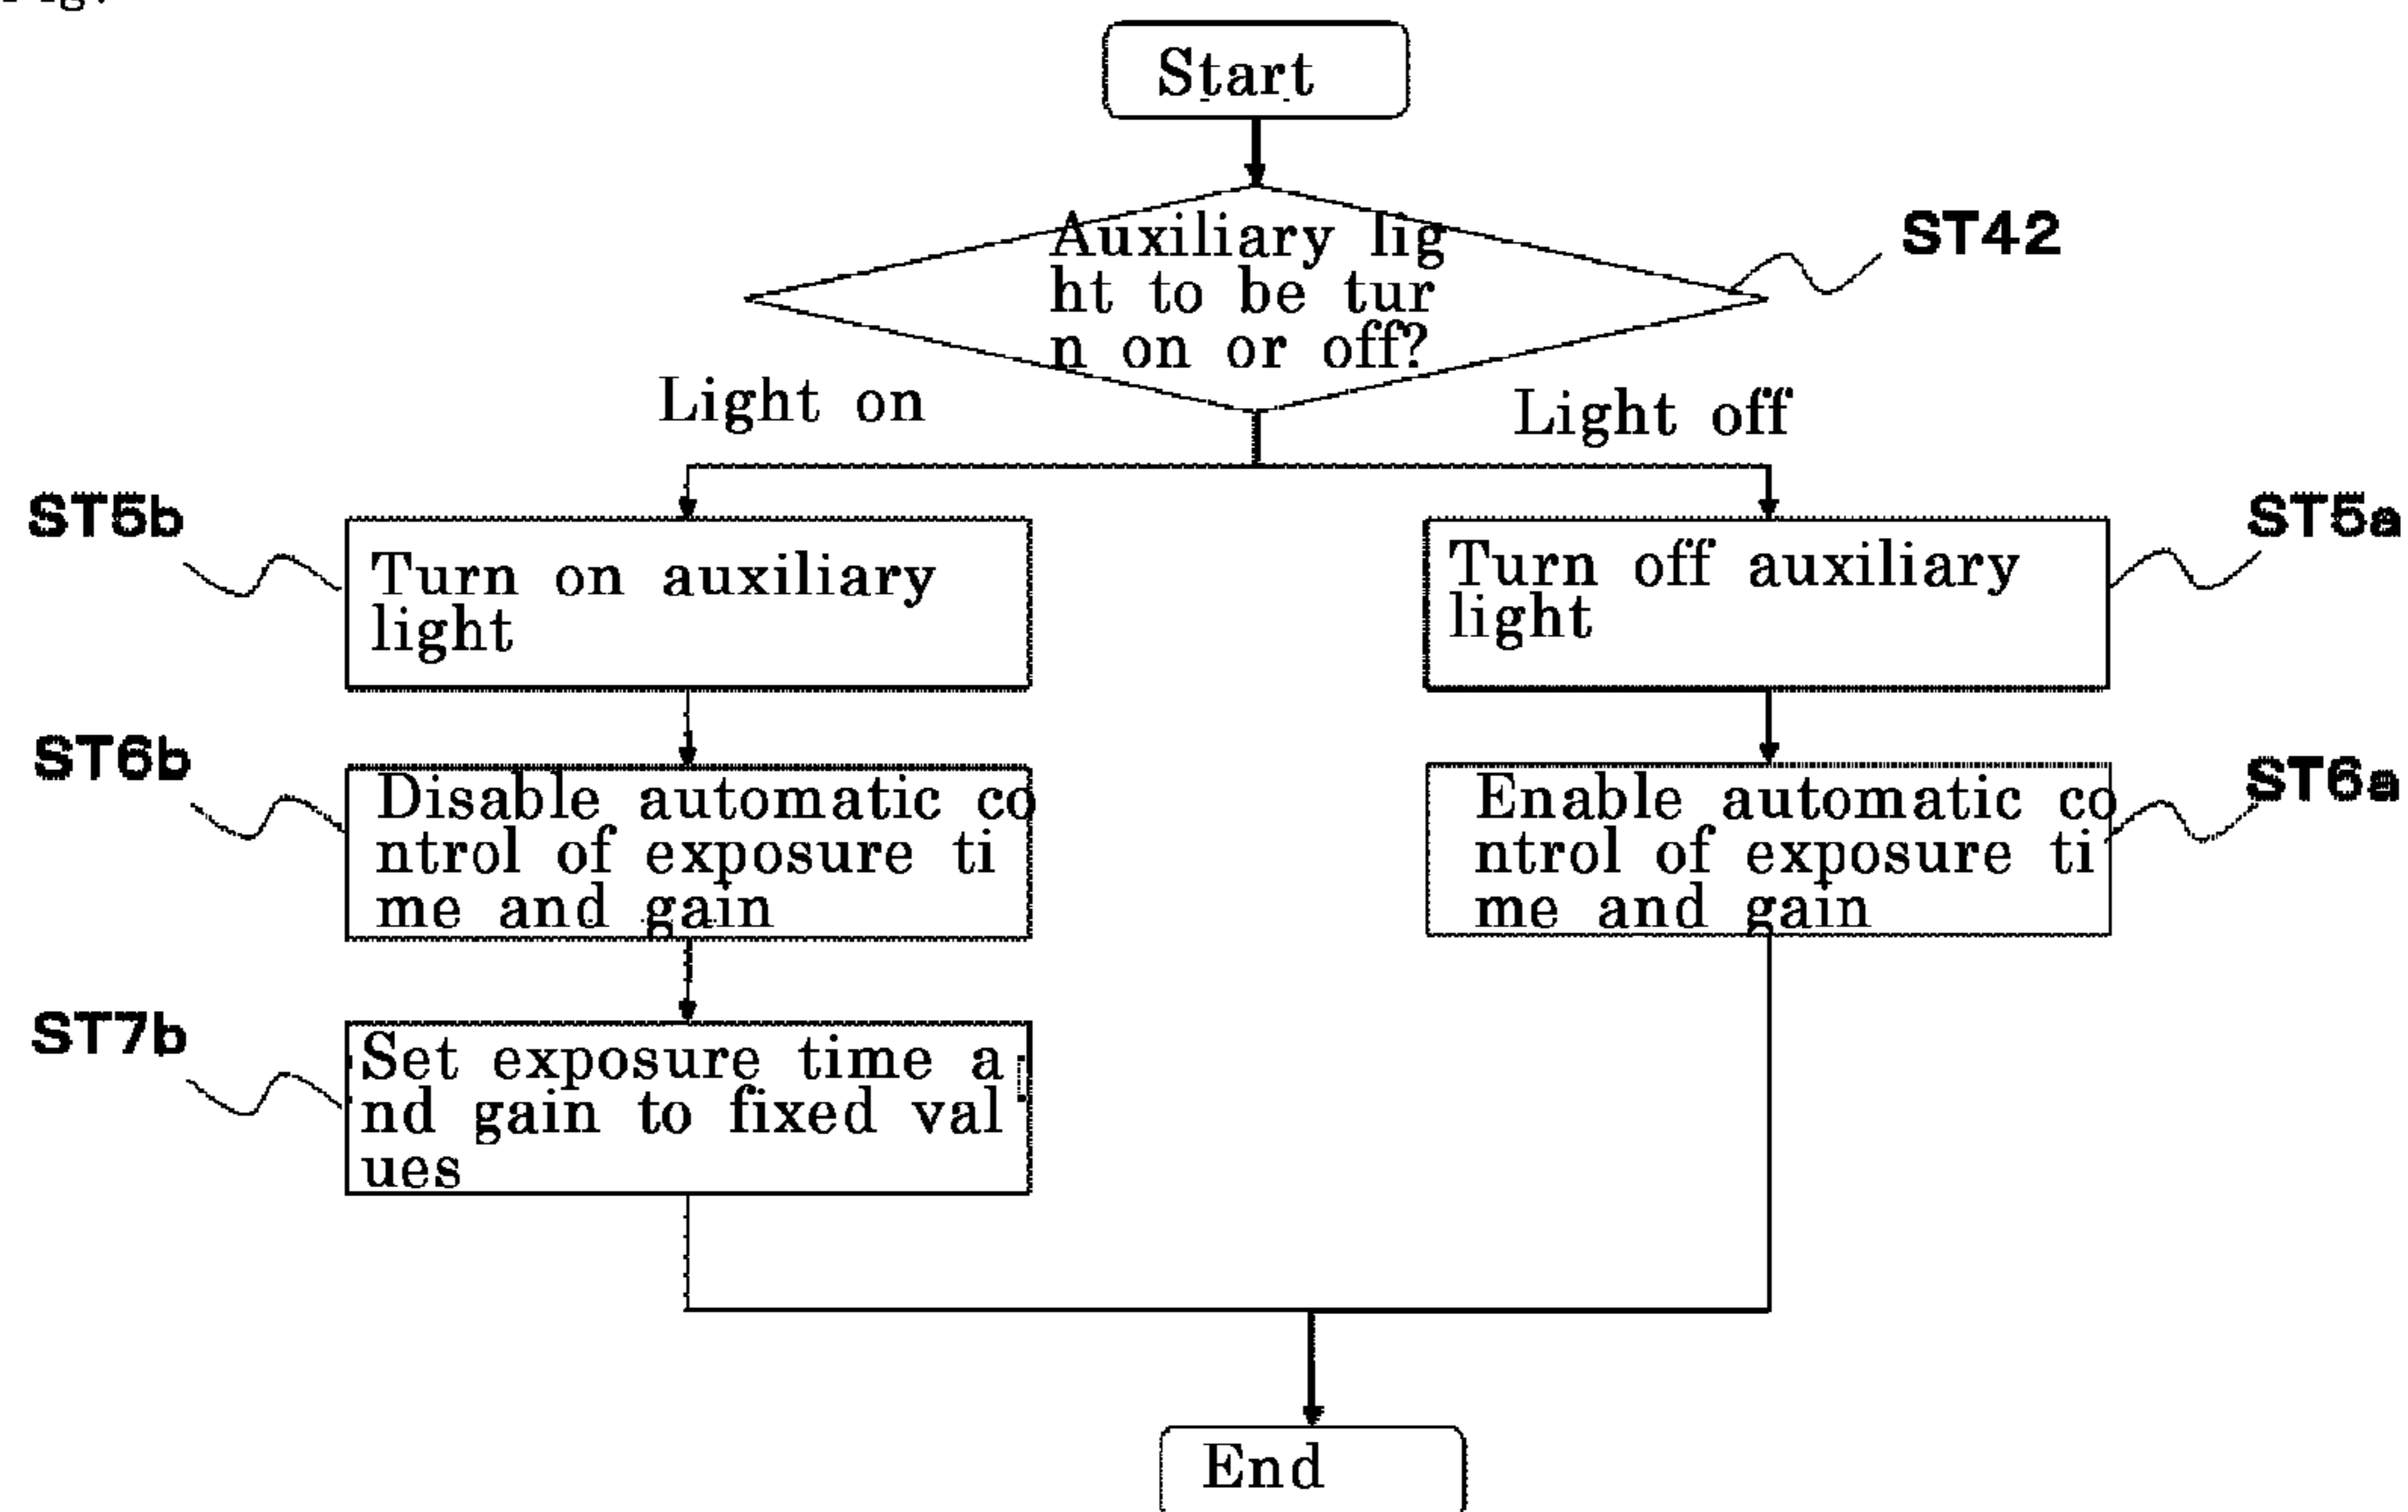 Start
Auxiliary lig
ht to be tur
n on or off?
ST42
Light on
Light off
ST5b
Turn on auxiliary
light
Turn off auxiliary
light
ST5a
ST6b
Disable automatic co
ntrol of exposure ti
me and gain
Enable automatic co
ntrol of exposure ti
me and gain
ST6a
ST7b
Set exposure time a
nd gain to fixed val
ues
End